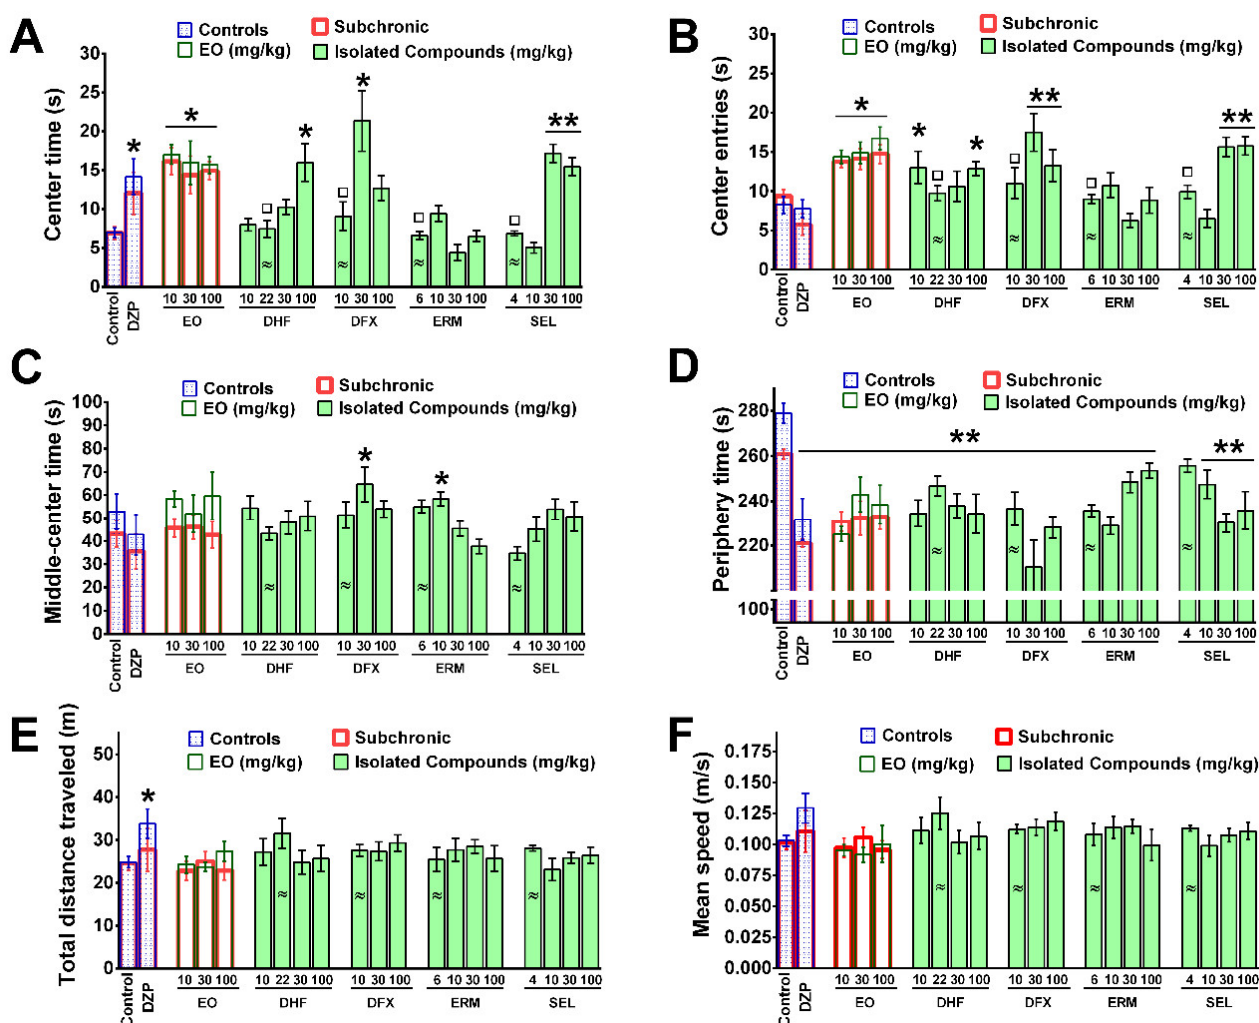 A
Controls
Subchronic
EO (mg/kg)
Isolated Compounds (mg/kg)
Center time (s)
30
25
20
15
10
5
0
* * * * **
□ □ □ □
≈ ≈ ≈ ≈
Control DZP
10 30 100 10 22 30 100 10 30 100 6 10 30 100 4 10 30 100
EO DHF DFX ERM SEL
B
Controls
Subchronic
EO (mg/kg)
Isolated Compounds (mg/kg)
Center entries (s)
30
25
20
15
10
5
0
* * * ** **
□ □ □ □
≈ ≈ ≈ ≈
Control DZP
10 30 100 10 22 30 100 10 30 100 6 10 30 100 4 10 30 100
EO DHF DFX ERM SEL
C
Controls
Subchronic
EO (mg/kg)
Isolated Compounds (mg/kg)
Middle-center time (s)
100
90
80
70
60
50
40
30
20
10
0
* *
≈ ≈ ≈ ≈
Control DZP
10 30 100 10 22 30 100 10 30 100 6 10 30 100 4 10 30 100
EO DHF DFX ERM SEL
D
Controls
Subchronic
EO (mg/kg)
Isolated Compounds (mg/kg)
Periphery time (s)
280
260
240
220
100
** **
≈ ≈ ≈ ≈
Control DZP
10 30 100 10 22 30 100 10 30 100 6 10 30 100 4 10 30 100
EO DHF DFX ERM SEL
E
Controls
Subchronic
EO (mg/kg)
Isolated Compounds (mg/kg)
Total distance traveled (m)
50
40
30
20
10
0
*
≈ ≈ ≈ ≈
Control DZP
10 30 100 10 22 30 100 10 30 100 6 10 30 100 4 10 30 100
EO DHF DFX ERM SEL
F
Controls
Subchronic
EO (mg/kg)
Isolated Compounds (mg/kg)
Mean speed (m/s)
0.175
0.150
0.125
0.100
0.075
0.050
0.025
0.000
≈ ≈ ≈ ≈
Control DZP
10 30 100 10 22 30 100 10 30 100 6 10 30 100 4 10 30 100
EO DHF DFX ERM SEL